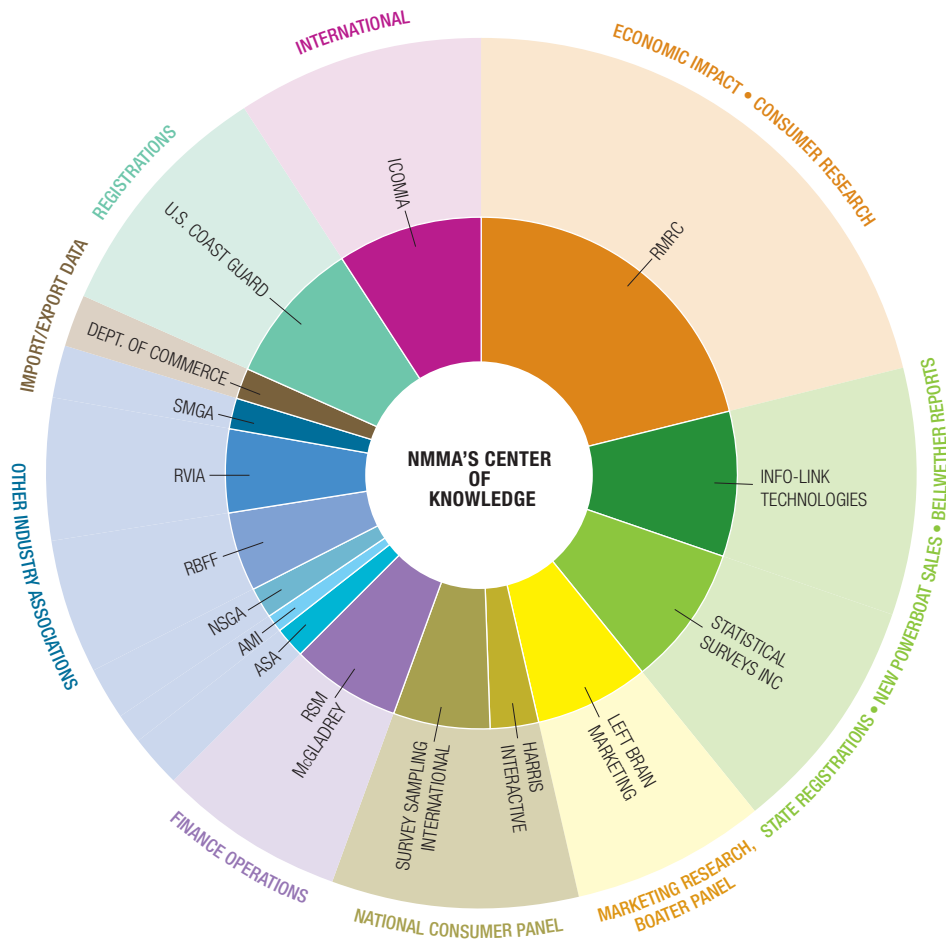 INTERNATIONAL
ECONOMIC IMPACT • CONSUMER RESEARCH
REGISTRATIONS
ICOMIA
U.S. COAST GUARD
RMRC
IMPORT/EXPORT DATA
DEPT. OF COMMERCE
SMGA
NMMA'S CENTER
OF
KNOWLEDGE
RVIA
INFO-LINK
TECHNOLOGIES
OTHER INDUSTRY ASSOCIATIONS
RBFF
NSGA
AMI
ASA
STATISTICAL
SURVEYS INC
STATE REGISTRATIONS • NEW POWERBOAT SALES • BELLWETHER REPORTS
RSM
McGLADREY
SURVEY SAMPLING
INTERNATIONAL
HARRIS
INTERACTIVE
LEFT BRAIN
MARKETING
FINANCE OPERATIONS
NATIONAL CONSUMER PANEL
MARKETING RESEARCH,
BOATER PANEL